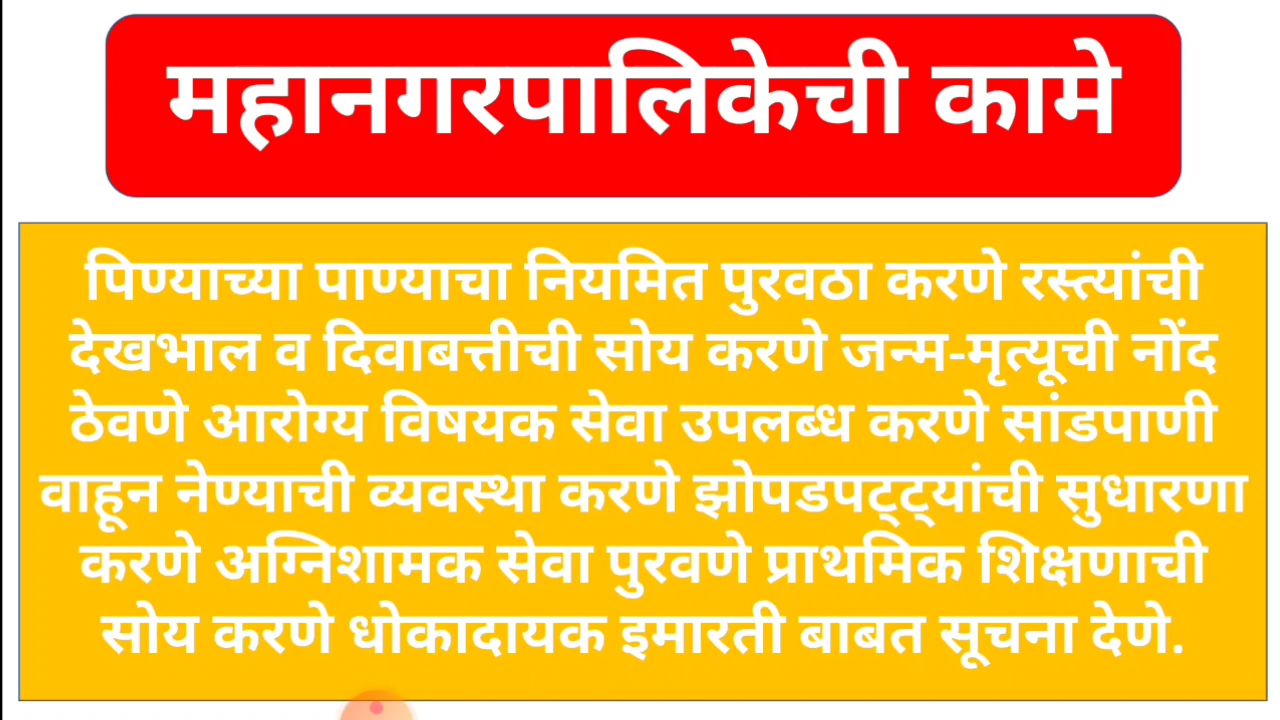 महानगरपालिकेची कामे
पिण्याच्या पाण्याचा नियमित पुरवठा करणे रस्त्यांची
देखभाल व दिवाबत्तीची सोय करणे जन्म-मृत्यूची नोंद
ठेवणे आरोग्य विषयक सेवा उपलब्ध करणे सांडपाणी
वाहून नेण्याची व्यवस्था करणे झोपडपट्ट्यांची सुधारणा
करणे अग्निशामक सेवा पुरवणे प्राथमिक शिक्षणाची
सोय करणे धोकादायक इमारती बाबत सूचना देणे.